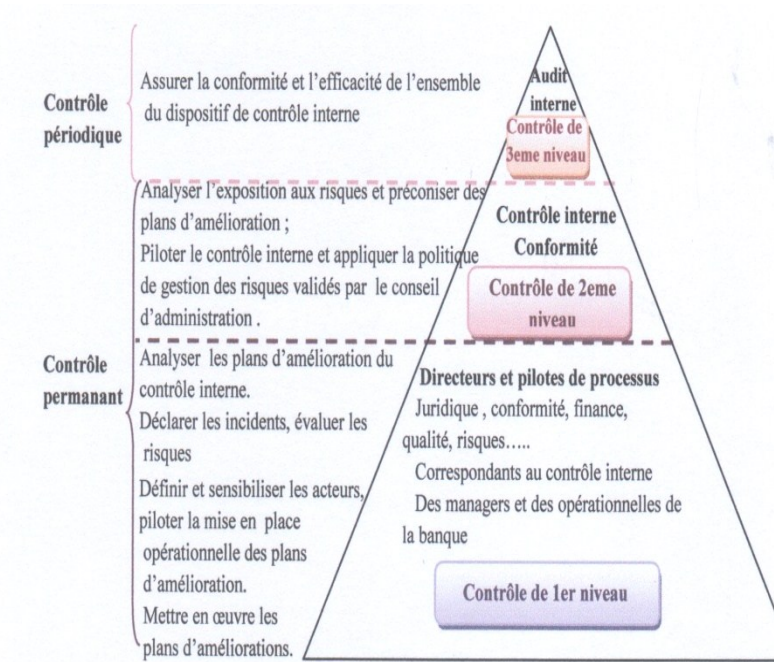 Contrôle
périodique
Assurer la conformité et l'efficacité de l'ensemble
du dispositif de contrôle interne
Audit
interne
Contrôle de
3eme niveau
Contrôle
permanant
Analyser l'exposition aux risques et préconiser des
plans d'amélioration ;
Piloter le contrôle interne et appliquer la politique
de gestion des risques validés par le conseil
d'administration .
Contrôle interne
Conformité
Contrôle de 2eme
niveau
Analyser les plans d'amélioration du
contrôle interne.
Déclarer les incidents, évaluer les
risques
Définir et sensibiliser les acteurs,
piloter la mise en place
opérationnelle des plans
d'amélioration.
Mettre en œuvre les
plans d'améliorations.
Directeurs et pilotes de processus
Juridique , conformité, finance,
qualité, risques…..
Correspondants au contrôle interne
Des managers et des opérationnelles de
la banque
Contrôle de 1er niveau